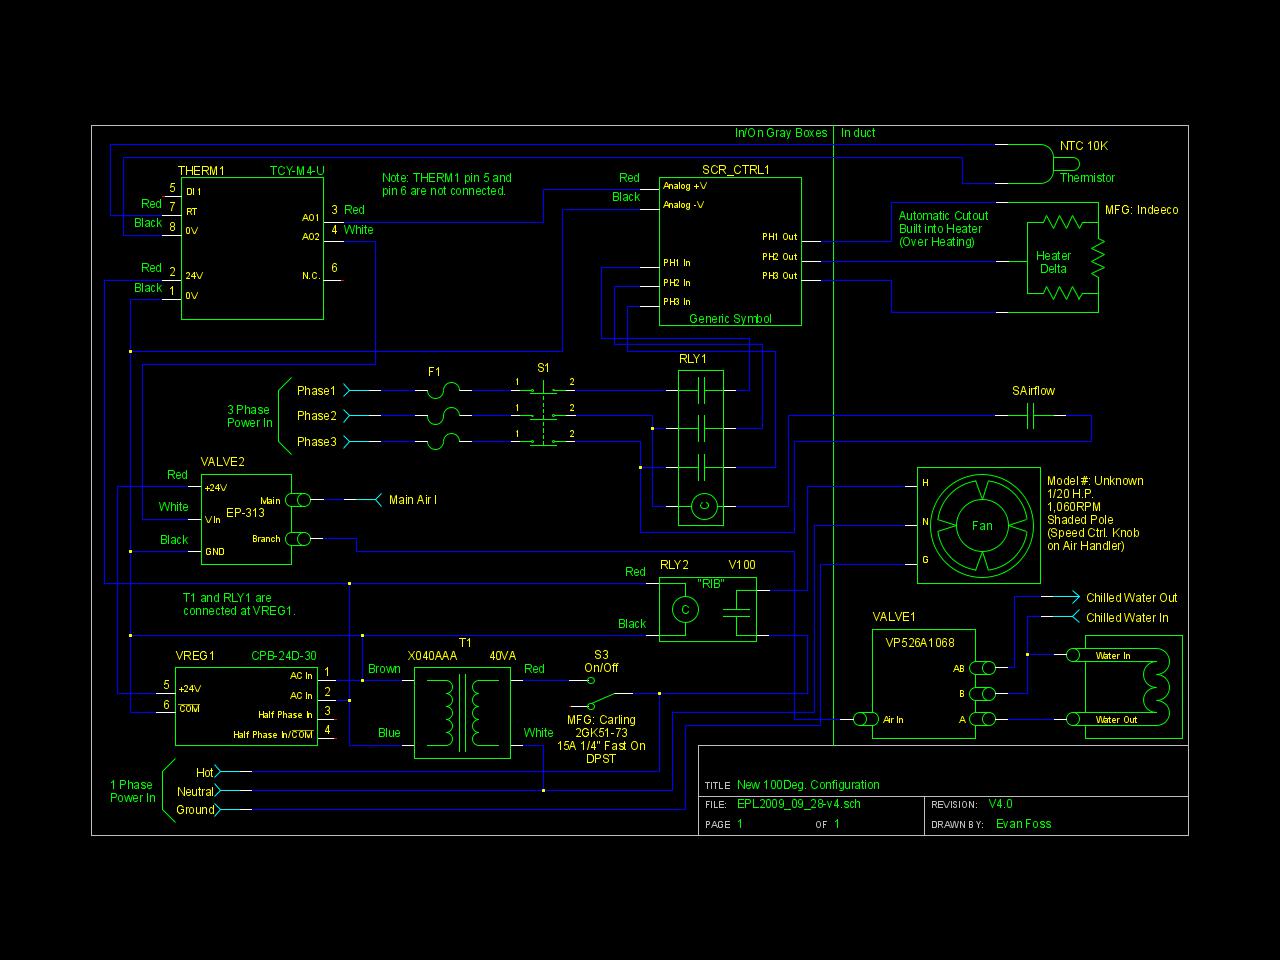 In/On Gray Boxes
In duct
THERM1
TCY-M4-U
5
DI1
Red
7
RT
Black
8
0V
Red
2
24V
Black
1
0V
3
Red
AO1
4
White
AO2
6
N.C.
Note: THERM1 pin 5 and
pin 6 are not connected.
SCR_CTRL1
Red
Analog +V
Black
Analog -V
PH1 Out
PH2 Out
PH3 Out
PH1 In
PH2 In
PH3 In
Generic Symbol
NTC 10K
Thermistor
MFG: Indeeco
Automatic Cutout
Built into Heater
(Over Heating)
Heater
Delta
3 Phase
Power In
Phase1
Phase2
Phase3
F1
S1
1
2
1
2
1
2
RLY1
C
SAirflow
VALVE2
Red
+24V
White
VIn
Black
GND
EP-313
Main
Branch
Main Air I
H
N
G
Fan
Model #: Unknown
1/20 H.P.
1,060RPM
Shaded Pole
(Speed Ctrl. Knob
on Air Handler)
T1 and RLY1 are
connected at VREG1.
RLY2
V100
Red
"RIB"
C
Black
Chilled Water Out
Chilled Water In
VALVE1
VP526A1068
AB
B
A
Air In
Water In
Water Out
VREG1
CPB-24D-30
5
+24V
6
COM
AC In
1
AC In
2
Half Phase In
3
Half Phase In/COM
4
T1
X040AAA
40VA
Brown
Red
Blue
White
S3
On/Off
MFG: Carling
2GK51-73
15A 1/4" Fast On
DPST
1 Phase
Power In
Hot
Neutral
Ground
TITLE
New 100Deg. Configuration
FILE:
EPL2009_09_28-v4.sch
REVISION:
V4.0
PAGE
1
OF
1
DRAWN BY:
Evan Foss